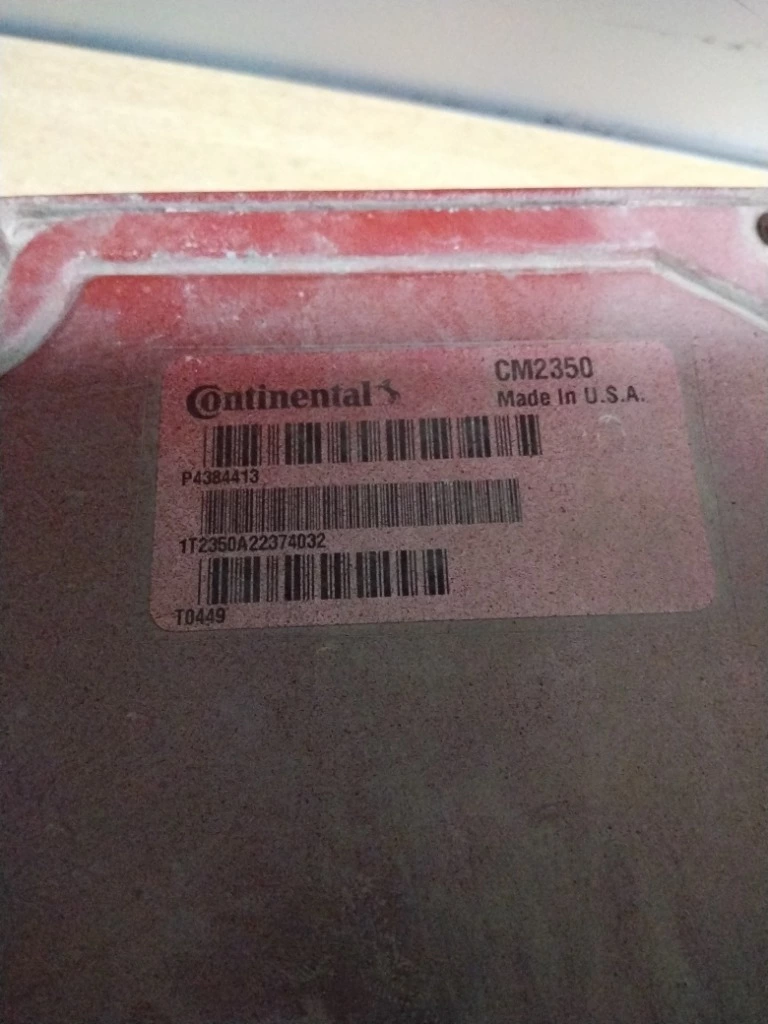 Continental
CM2350
Made In U.S.A.
P4384413
1T2350A22374032
T0449